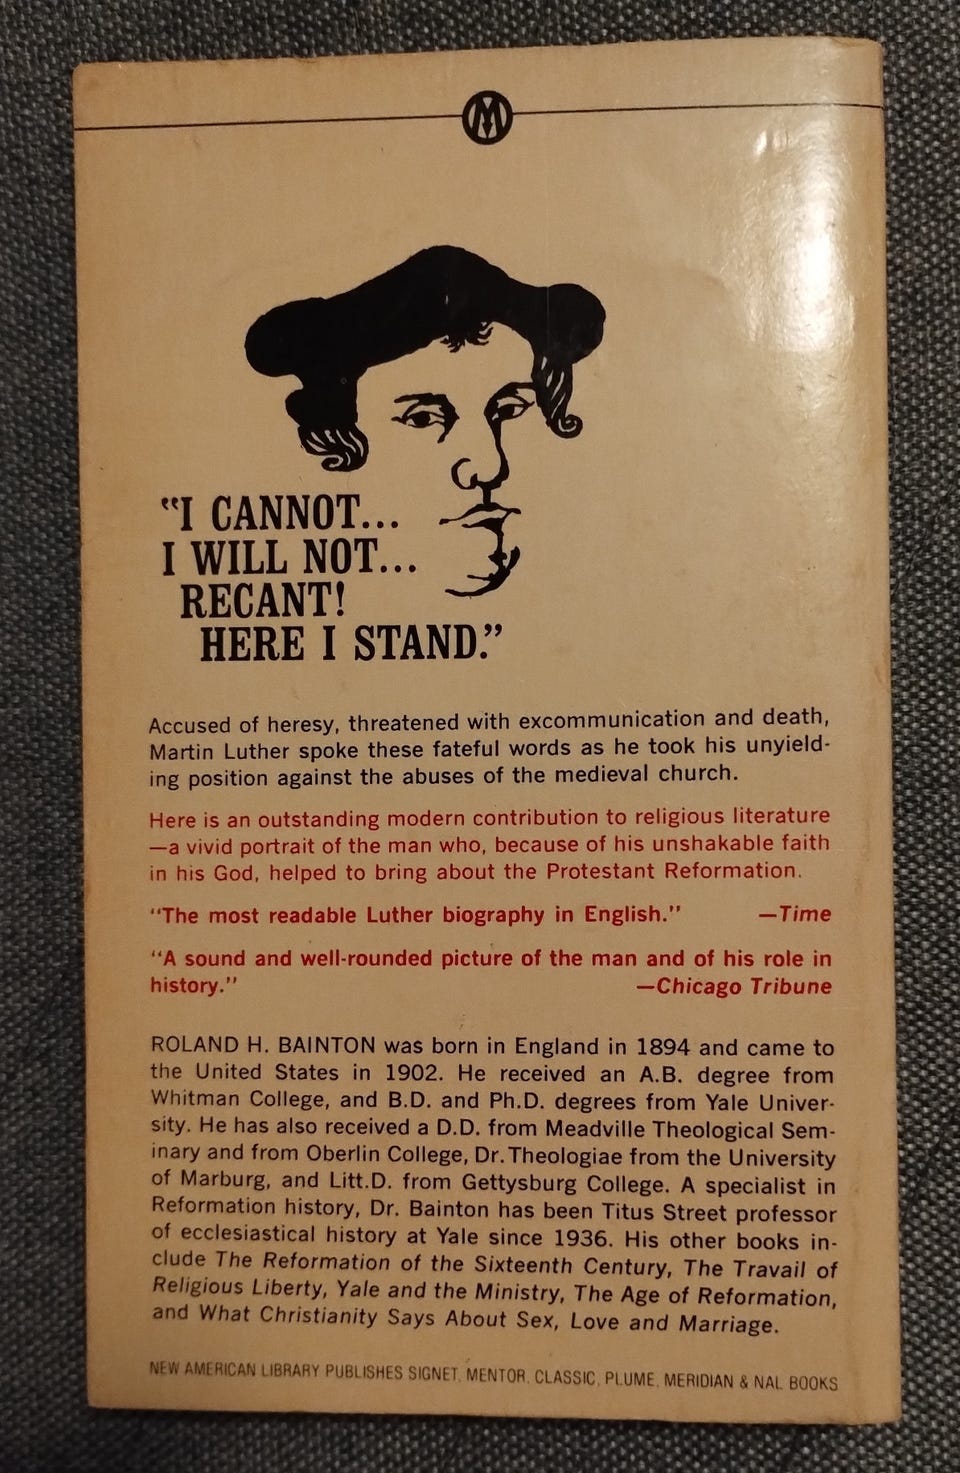 M
“I CANNOT...
I WILL NOT...
RECANT!
HERE I STAND.”
Accused of heresy, threatened with excommunication and death,
Martin Luther spoke these fateful words as he took his unyield-
ing position against the abuses of the medieval church.
Here is an outstanding modern contribution to religious literature
—a vivid portrait of the man who, because of his unshakable faith
in his God, helped to bring about the Protestant Reformation.
“The most readable Luther biography in English.” —Time
“A sound and well-rounded picture of the man and of his role in
history.” —Chicago Tribune
ROLAND H. BAINTON was born in England in 1894 and came to
the United States in 1902. He received an A.B. degree from
Whitman College, and B.D. and Ph.D. degrees from Yale Univer-
sity. He has also received a D.D. from Meadville Theological Sem-
inary and from Oberlin College, Dr. Theologiae from the University
of Marburg, and Litt.D. from Gettysburg College. A specialist in
Reformation history, Dr. Bainton has been Titus Street professor
of ecclesiastical history at Yale since 1936. His other books in-
clude The Reformation of the Sixteenth Century, The Travail of
Religious Liberty, Yale and the Ministry, The Age of Reformation,
and What Christianity Says About Sex, Love and Marriage.
NEW AMERICAN LIBRARY PUBLISHES SIGNET, MENTOR, CLASSIC, PLUME, MERIDIAN & NAL BOOKS